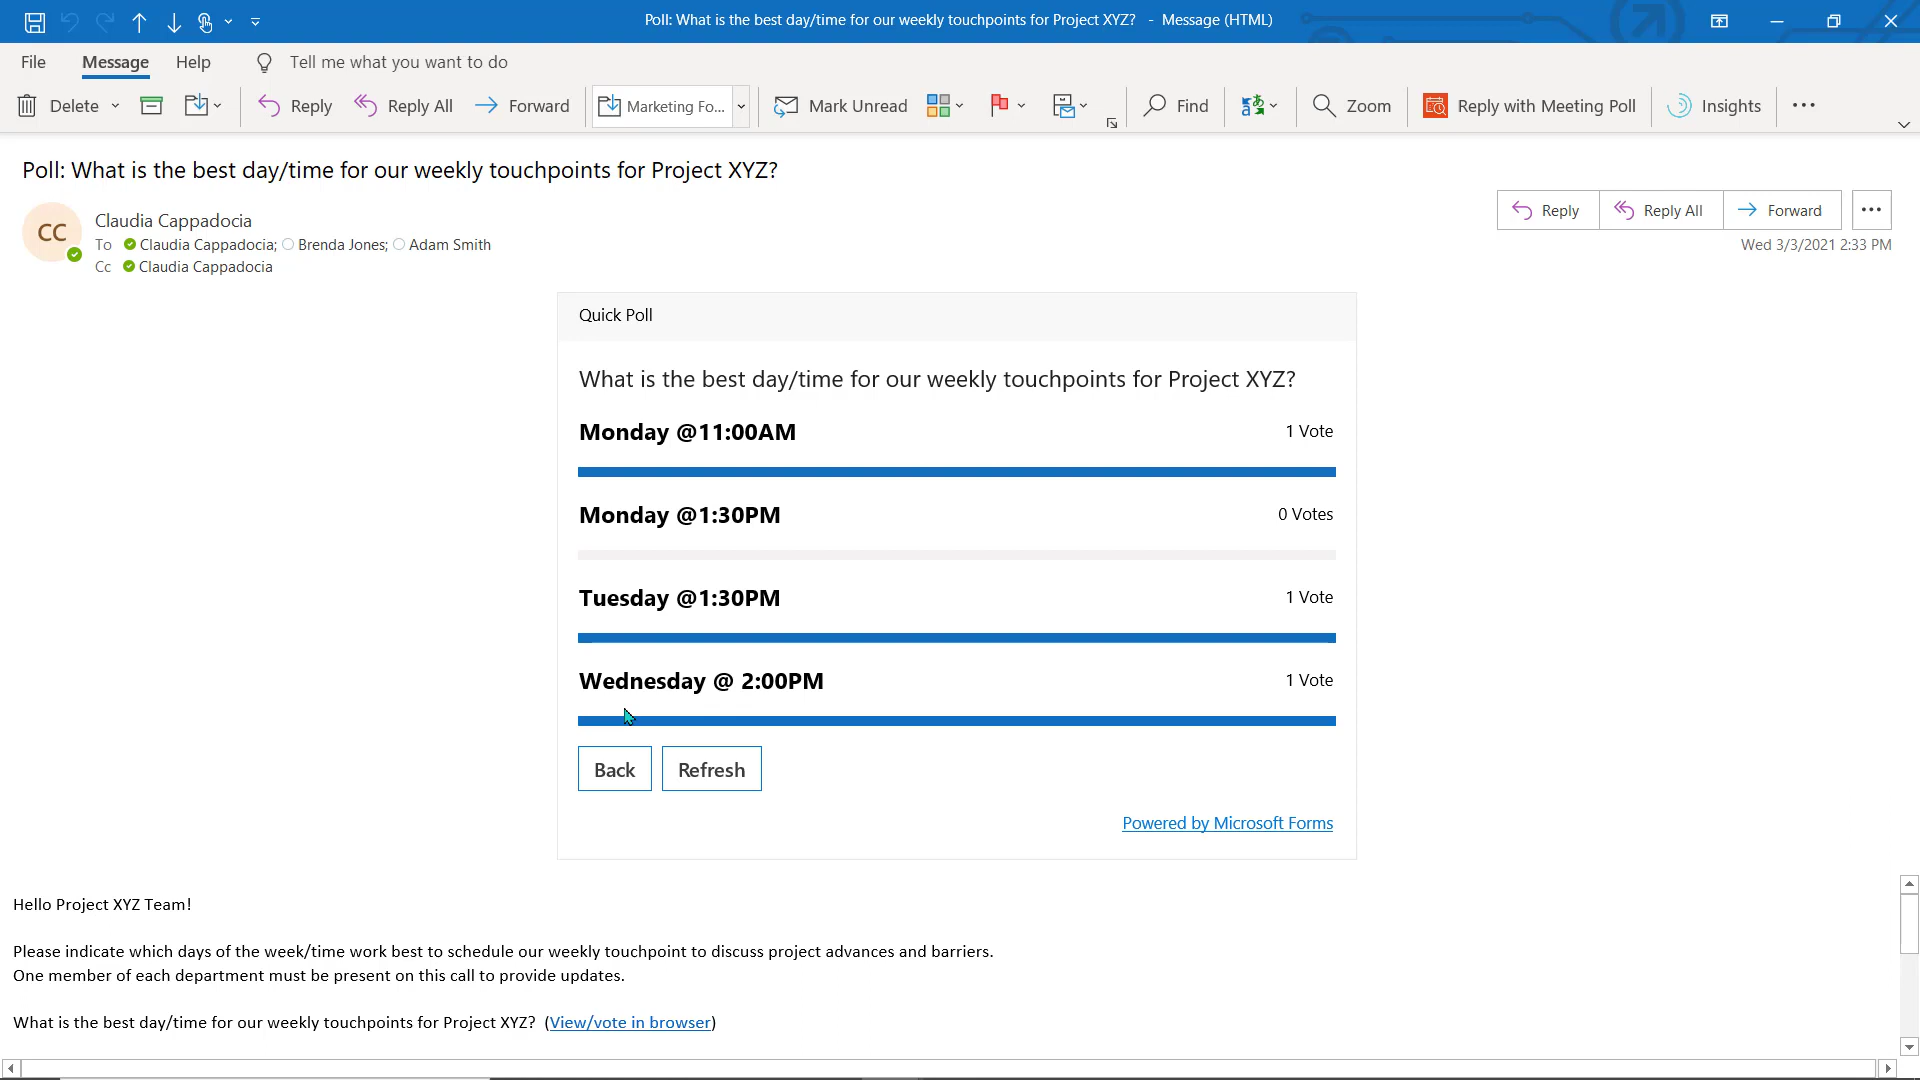 Poll: What is the best day/time for our weekly touchpoints for Project XYZ? - Message (HTML)
File Message Help Tell me what you want to do
Delete Reply Reply All Forward Marketing Fo... Mark Unread Find Zoom Reply with Meeting Poll Insights
Poll: What is the best day/time for our weekly touchpoints for Project XYZ?
CC
Claudia Cappadocia
To Claudia Cappadocia; Brenda Jones; Adam Smith
Cc Claudia Cappadocia
Reply Reply All Forward
Wed 3/3/2021 2:33 PM
Quick Poll
What is the best day/time for our weekly touchpoints for Project XYZ?
Monday @11:00AM 1 Vote
Monday @1:30PM 0 Votes
Tuesday @1:30PM 1 Vote
Wednesday @ 2:00PM 1 Vote
Back Refresh
Powered by Microsoft Forms
Hello Project XYZ Team!
Please indicate which days of the week/time work best to schedule our weekly touchpoint to discuss project advances and barriers.
One member of each department must be present on this call to provide updates.
What is the best day/time for our weekly touchpoints for Project XYZ? (View/vote in browser)